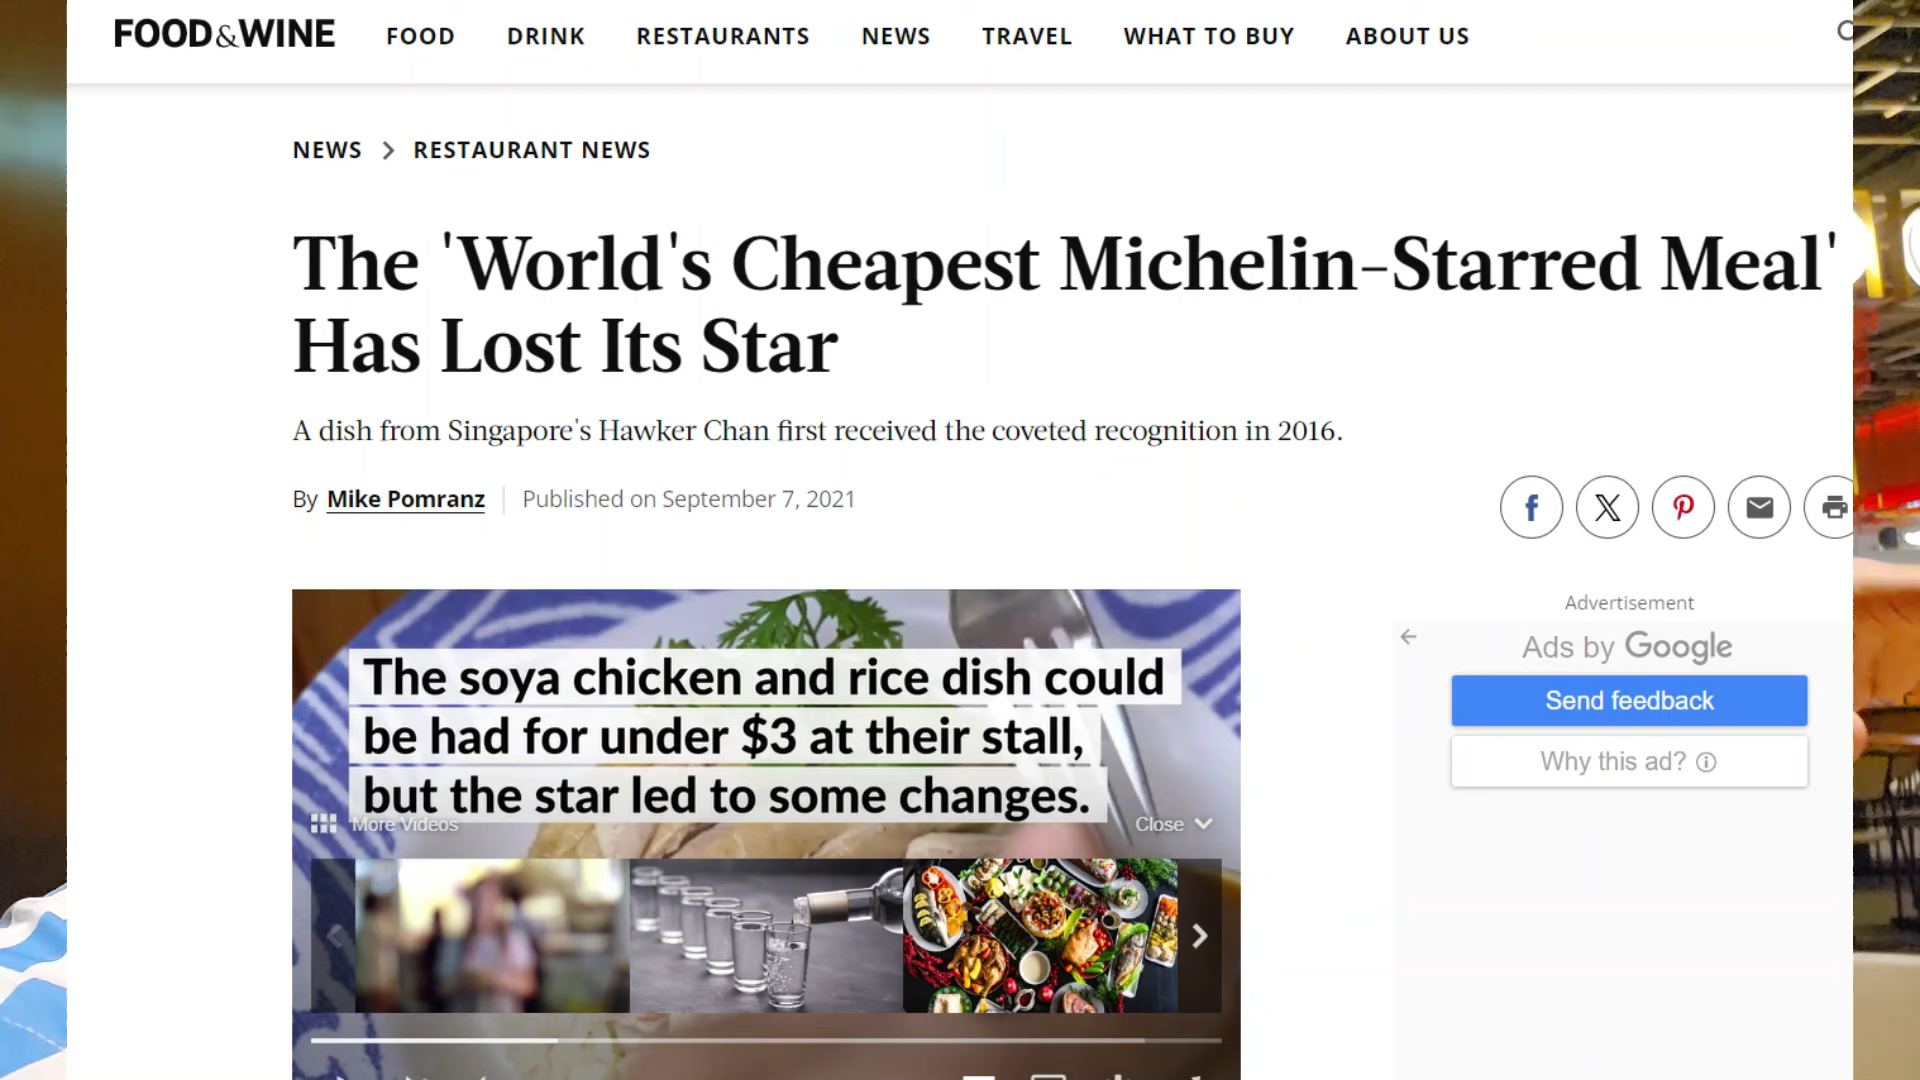 FOOD&WINE FOOD DRINK RESTAURANTS NEWS TRAVEL WHAT TO BUY ABOUT US
NEWS > RESTAURANT NEWS
The 'World's Cheapest Michelin-Starred Meal'
Has Lost Its Star
A dish from Singapore's Hawker Chan first received the coveted recognition in 2016.
By Mike Pomranz Published on September 7, 2021
Advertisement
Ads by Google
Send feedback
Why this ad?
The soya chicken and rice dish could
be had for under $3 at their stall,
but the star led to some changes.
More Videos
Close